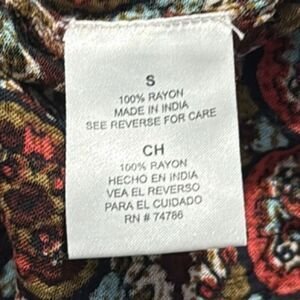 S
100% RAYON
MADE IN INDIA
SEE REVERSE FOR CARE
CH
100% RAYON
HECHO EN INDIA
VEA EL REVERSO
PARA EL CUIDADO
RN # 74786